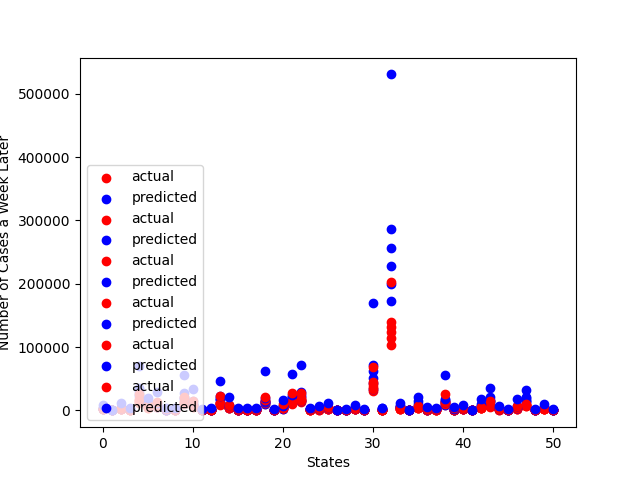 500000
400000
300000
200000
100000
0
Number of Cases a Week Later
actual
predicted
actual
predicted
actual
predicted
actual
predicted
actual
predicted
actual
predicted
0 10 20 30 40 50
States